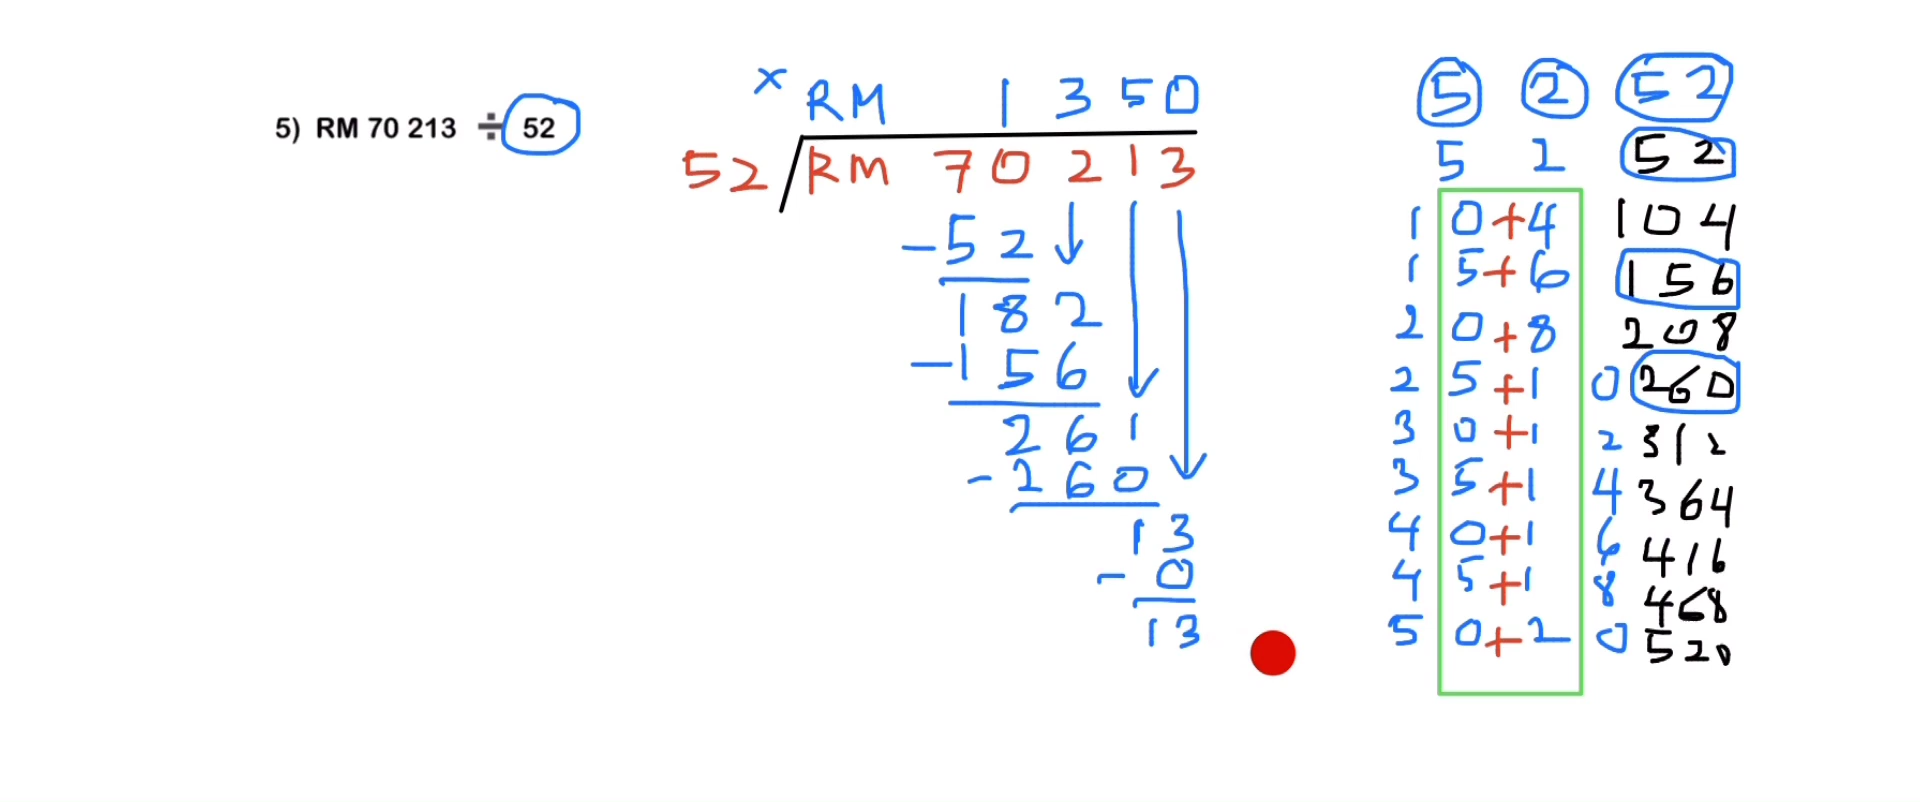 5) RM 70 213 ÷ 52
× RM 1 3 5 0
52 RM 7 0 2 1 3
- 5 2
1 8 2
- 1 5 6
2 6 1
- 2 6 0
1 3
- 0
1 3
5 2 52
5 2 52
1 0 + 4 104
1 5 + 6 156
2 0 + 8 208
2 5 + 1 0 260
3 0 + 1 2 312
3 5 + 1 4 364
4 0 + 1 6 416
4 5 + 1 8 468
5 0 + 2 0 520